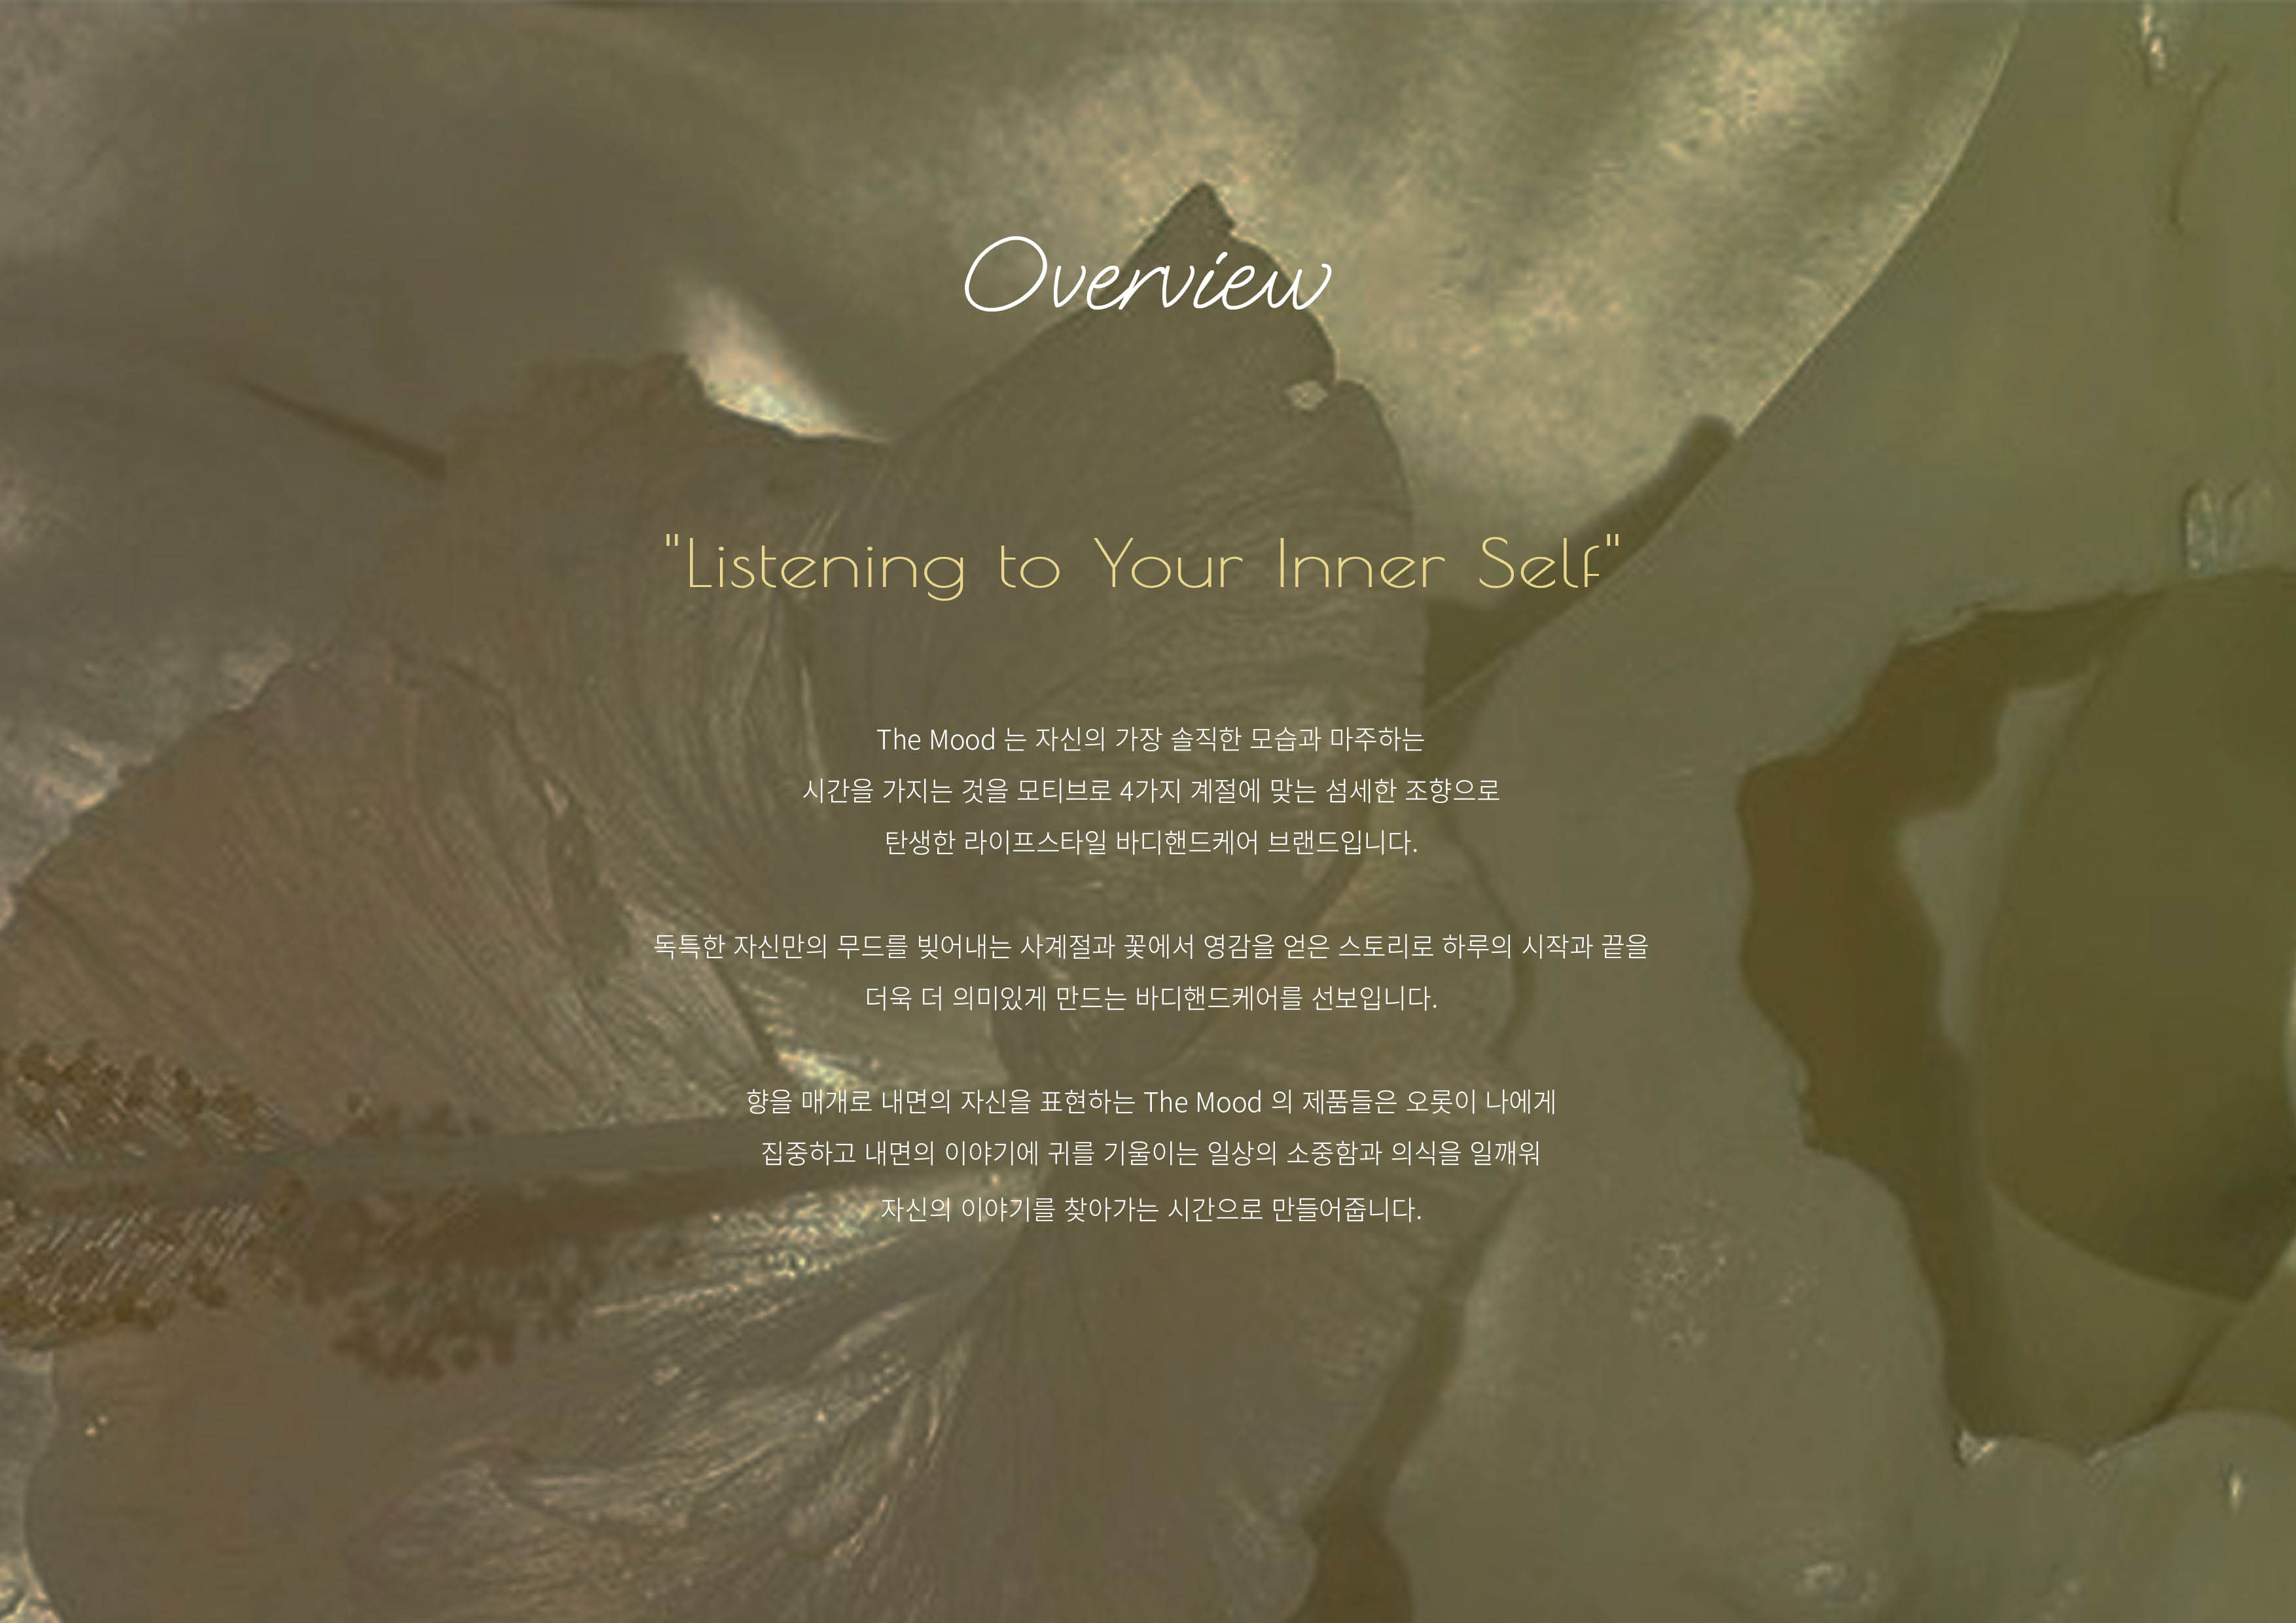 Overview
"Listening to Your Inner Self"
The Mood 는 자신의 가장 솔직한 모습과 마주하는
시간을 가지는 것을 모티브로 4가지 계절에 맞는 섬세한 조향으로
탄생한 라이프스타일 바디핸드케어 브랜드입니다.
독특한 자신만의 무드를 빚어내는 사계절과 꽃에서 영감을 얻은 스토리로 하루의 시작과 끝을
더욱 더 의미있게 만드는 바디핸드케어를 선보입니다.
향을 매개로 내면의 자신을 표현하는 The Mood 의 제품들은 오롯이 나에게
집중하고 내면의 이야기에 귀를 기울이는 일상의 소중함과 의식을 일깨워
자신의 이야기를 찾아가는 시간으로 만들어줍니다.